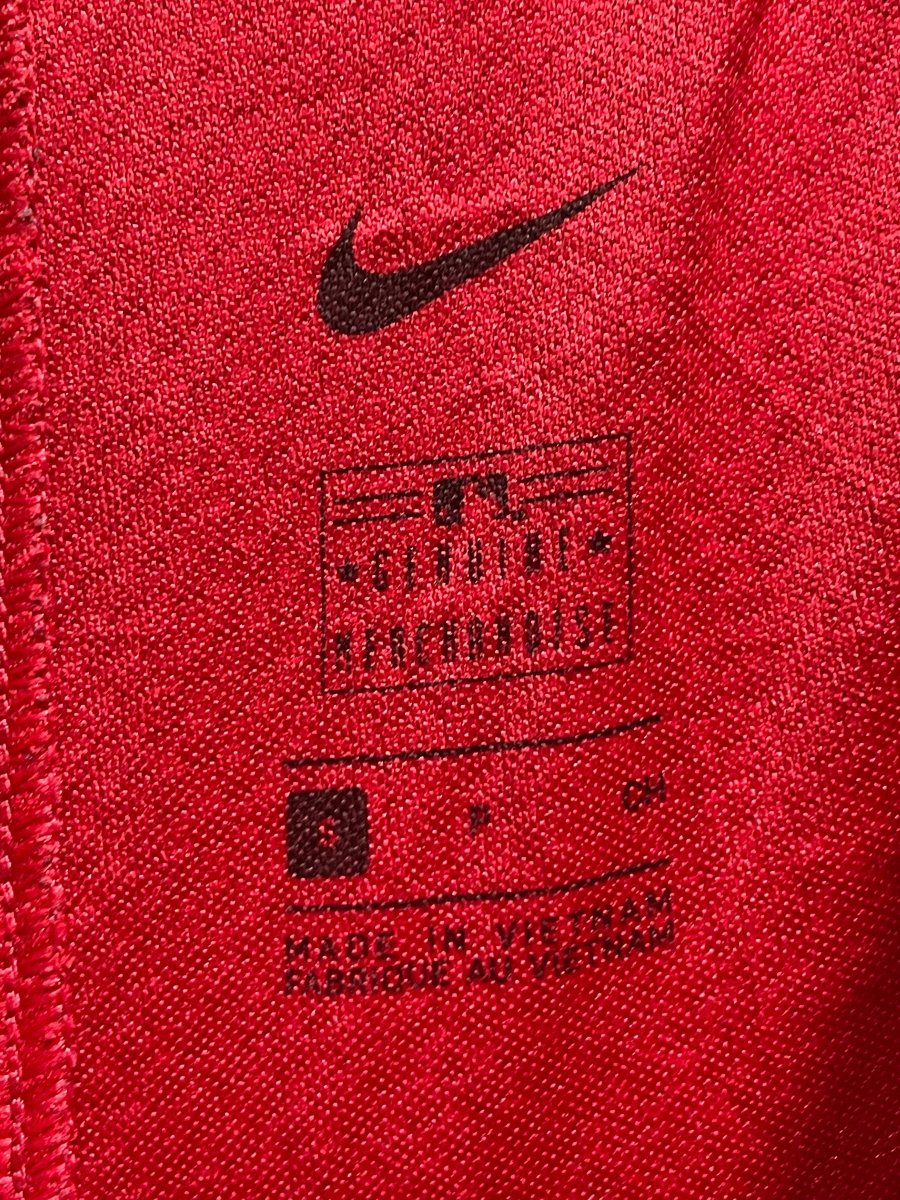 GENUINE
MERCHANDISE
S P CH
MADE IN VIETNAM
FABRIQUE AU VIETNAM